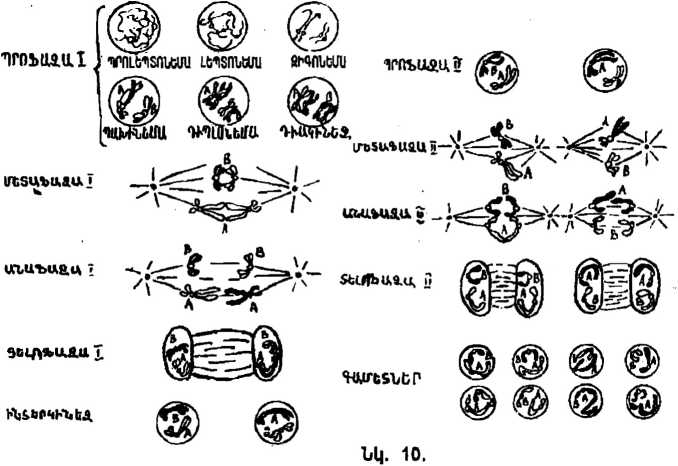 ՊՐՈՖԱԶԱ I
ՊՐՈԼԵՊՏՈՆԵՄԱ ԼԵՊՏՈՆԵՄԱ ԶԻԳՈՆԵՄԱ
A B A B A B
ՊԱԽԻՆԵՄԱ ԴԻՊԼՈՆԵՄԱ ԴԻԱԿԻՆԵԶ
ՄԵՏԱՖԱԶԱ I
B
A B
A
ԱՆԱՖԱԶԱ I
B B
A A
ՏԵԼՈՖԱԶԱ I
B B
A A
ԻՆՏԵՐԿԻՆԵԶ
B A A B
ՊՐՈՖԱԶԱ II
B A A B
ՄԵՏԱՖԱԶԱ II
B A
A B
ԱՆԱՖԱԶԱ II
B A
A B B
ՏԵԼՈՖԱԶԱ II
B B A A
A A B B
ԳԱՄԵՏՆԵՐ
Նկ. 10.